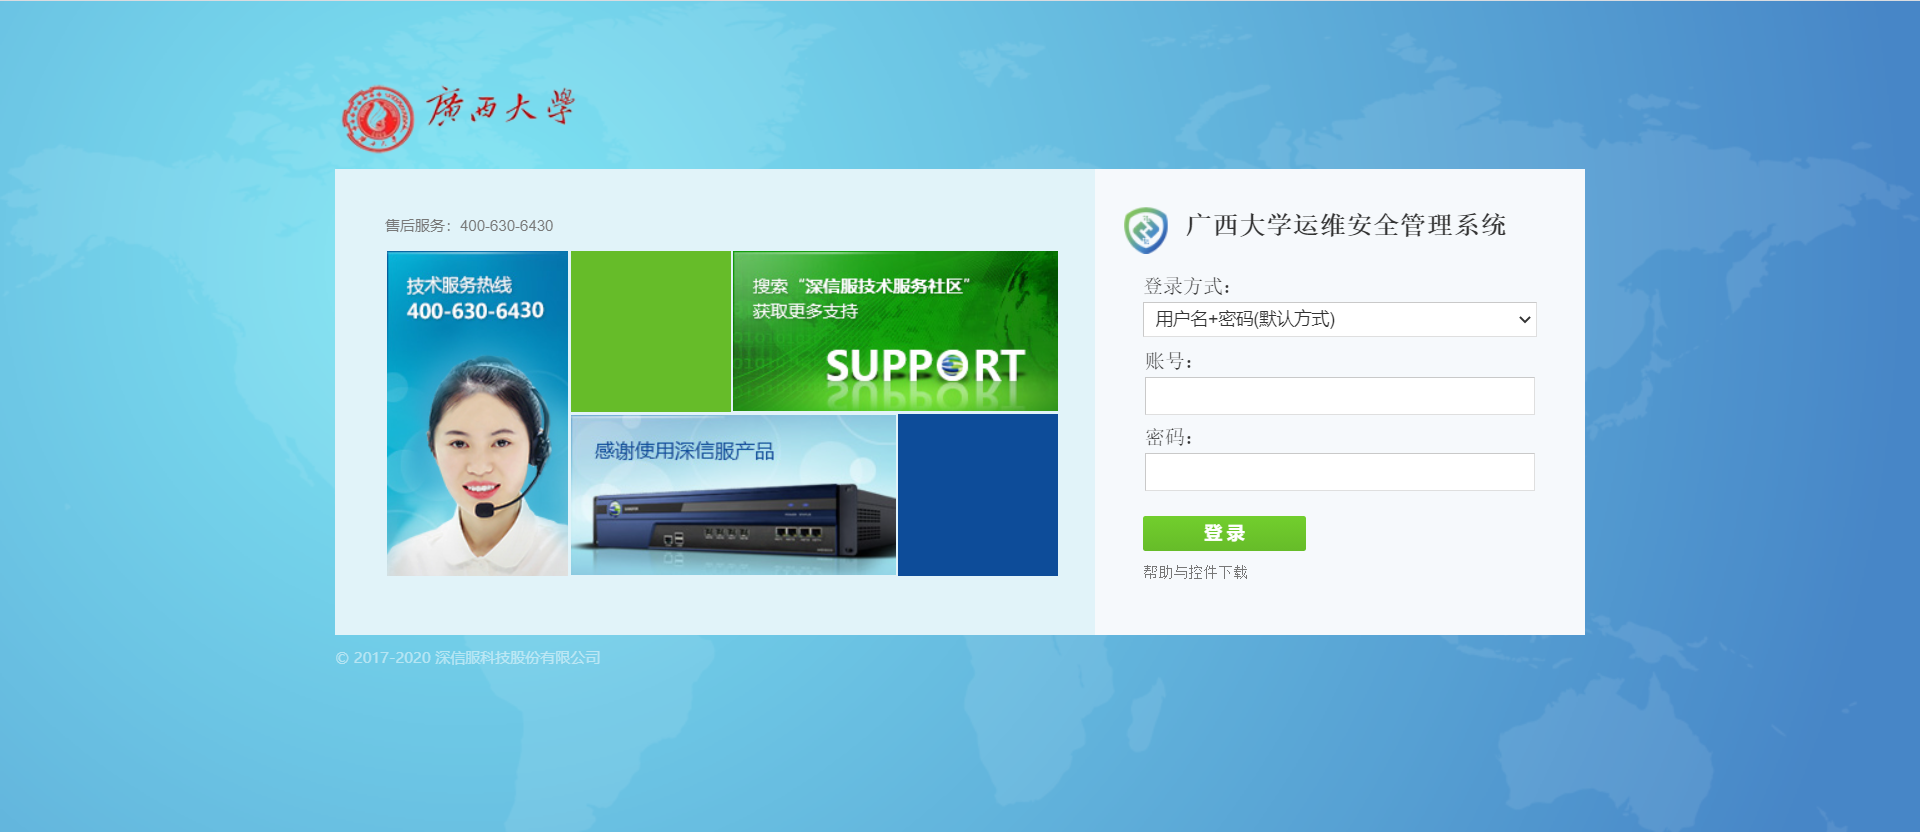 廣西大學
售后服务：400-630-6430
技术服务热线
400-630-6430
搜索“深信服技术服务社区”
获取更多支持
SUPPORT
感谢使用深信服产品
广西大学运维安全管理系统
登录方式：
用户名+密码(默认方式)
账号：
密码：
登录
帮助与控件下载
© 2017-2020 深信服科技股份有限公司